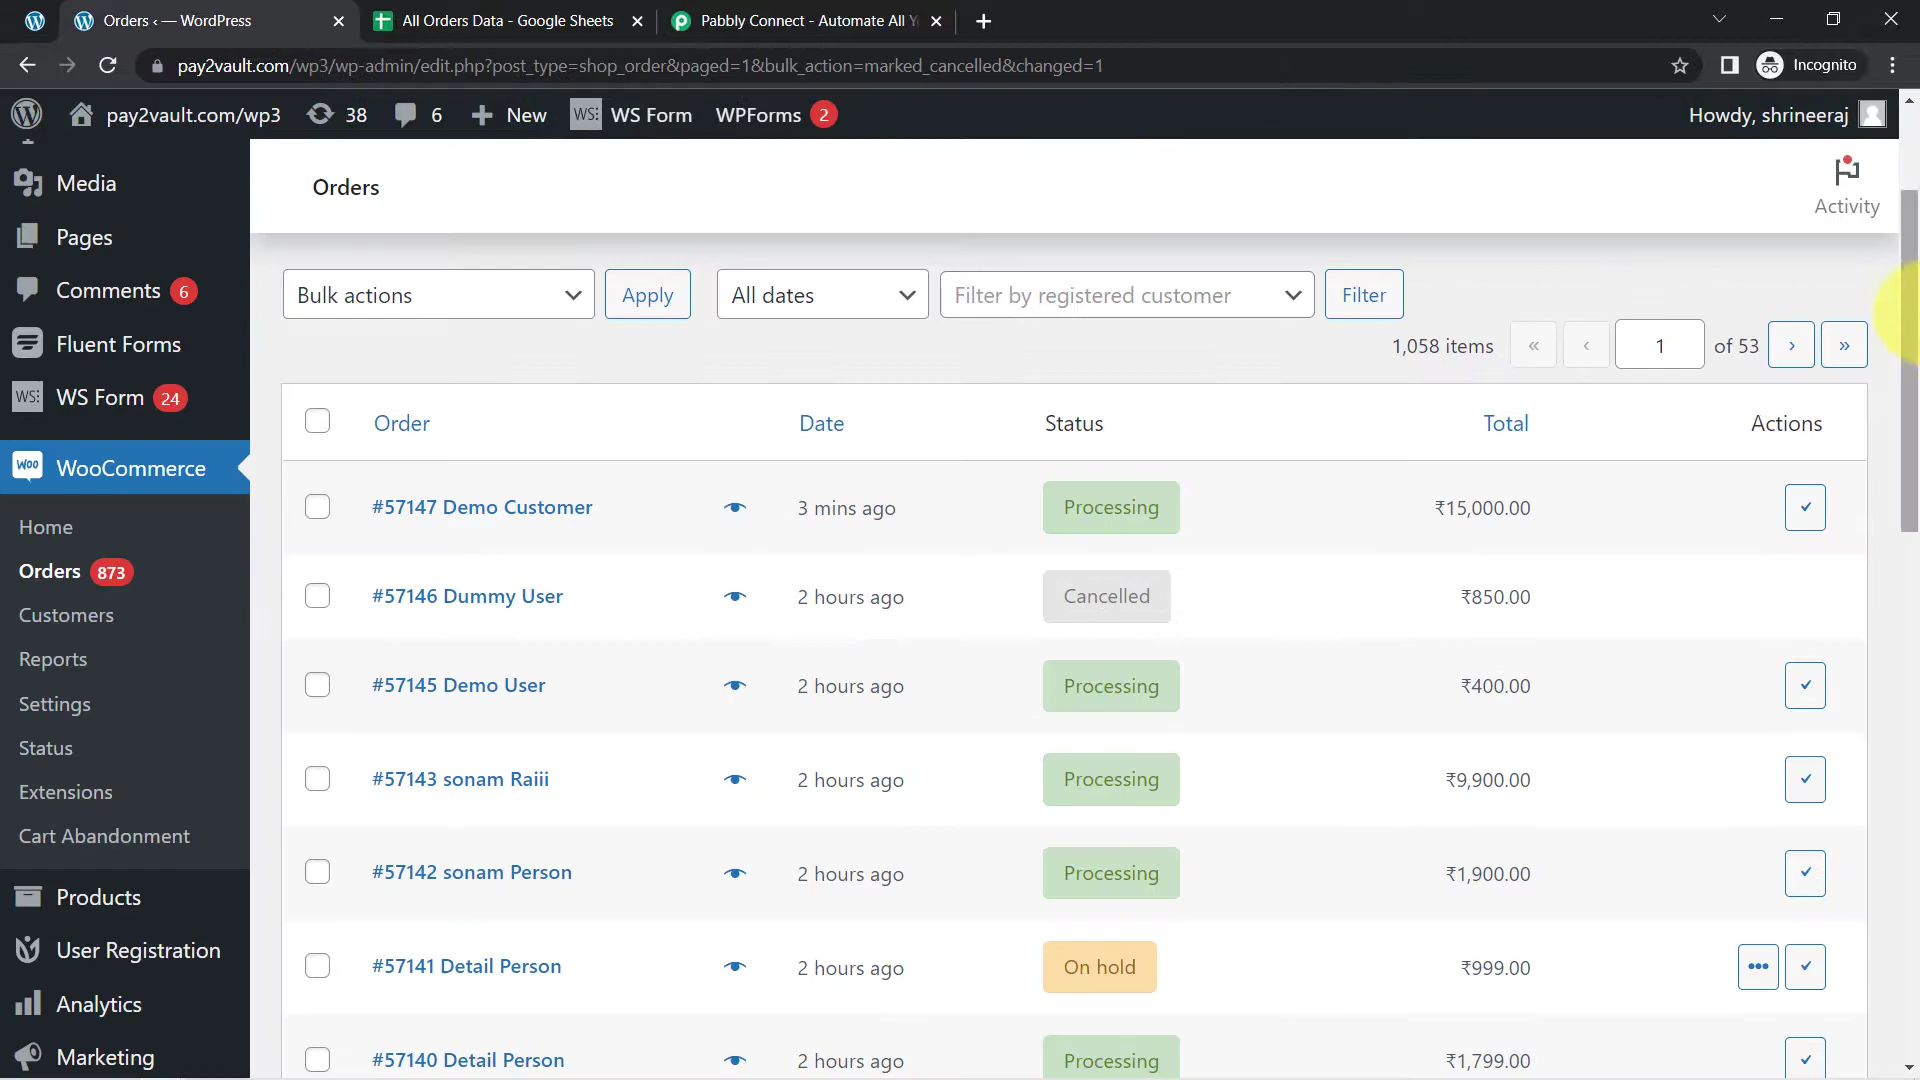 Orders ‹ — WordPress
All Orders Data - Google Sheets
Pabbly Connect - Automate All Y
pay2vault.com/wp3/wp-admin/edit.php?post_type=shop_order&paged=1&bulk_action=marked_cancelled&changed=1
Incognito
pay2vault.com/wp3
38
6
New
WS Form
WPForms 2
Howdy, shrineeraj
Media
Pages
Comments 6
Fluent Forms
WS Form 24
WooCommerce
Home
Orders 873
Customers
Reports
Settings
Status
Extensions
Cart Abandonment
Products
User Registration
Analytics
Marketing
Orders
Activity
Bulk actions
Apply
All dates
Filter by registered customer
Filter
1,058 items « ‹ 1 of 53 › »
Order Date Status Total Actions
#57147 Demo Customer 3 mins ago Processing ₹15,000.00
#57146 Dummy User 2 hours ago Cancelled ₹850.00
#57145 Demo User 2 hours ago Processing ₹400.00
#57143 sonam Raiii 2 hours ago Processing ₹9,900.00
#57142 sonam Person 2 hours ago Processing ₹1,900.00
#57141 Detail Person 2 hours ago On hold ₹999.00
#57140 Detail Person 2 hours ago Processing ₹1,799.00